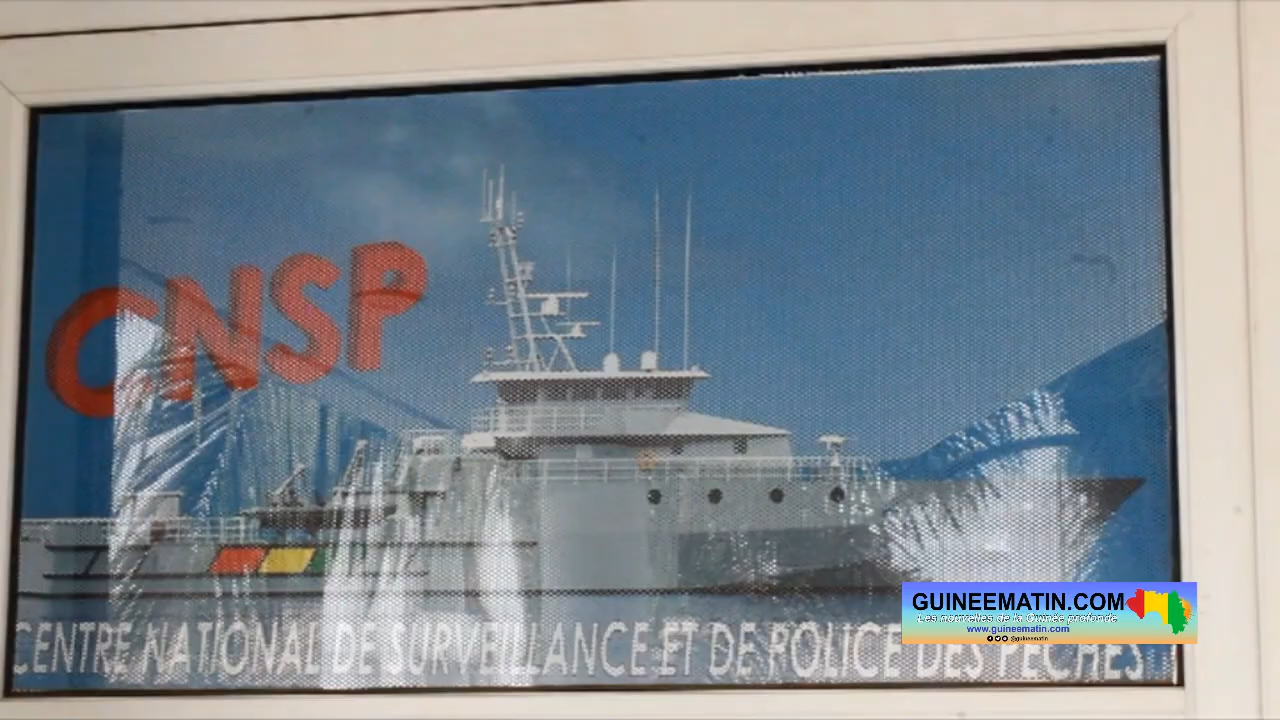 CNSP
CENTRE NATIONAL DE SURVEILLANCE ET DE POLICE DES PECHES
GUINEEMATIN.COM
Les nouvelles de la Guinée profonde
www.guineematin.com
@guineematin